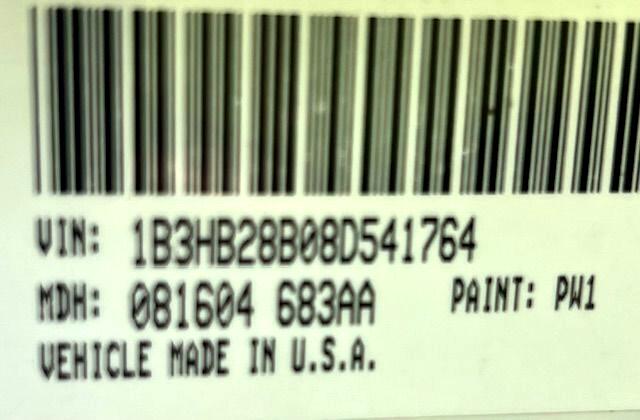 VIN: 1B3HB28B08D541764
MDH: 081604 683AA PAINT: PW1
VEHICLE MADE IN U.S.A.